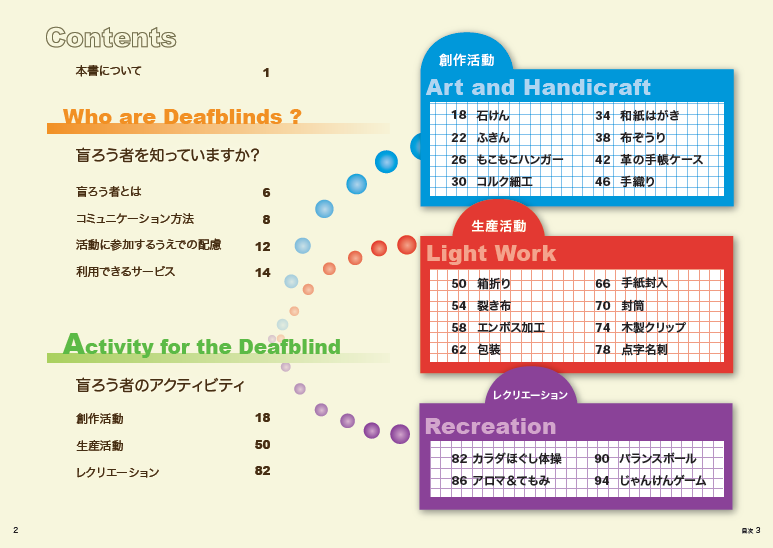 Contents
本書について 1
Who are Deafblinds ?
盲ろう者を知っていますか?
盲ろう者とは 6
コミュニケーション方法 8
活動に参加するうえでの配慮 12
利用できるサービス 14
Activity for the Deafblind
盲ろう者のアクティビティ
創作活動 18
生産活動 50
レクリエーション 82
2
創作活動
Art and Handicraft
18 石けん 34 和紙はがき
22 ふきん 38 布ぞうり
26 もこもこハンガー 42 革の手帳ケース
30 コルク細工 46 手織り
生産活動
Light Work
50 箱折り 66 手紙封入
54 裂き布 70 封筒
58 エンボス加工 74 木製クリップ
62 包装 78 点字名刺
レクリエーション
Recreation
82 カラダほぐし体操 90 バランスボール
86 アロマ&てもみ 94 じゃんけんゲーム
目次 3